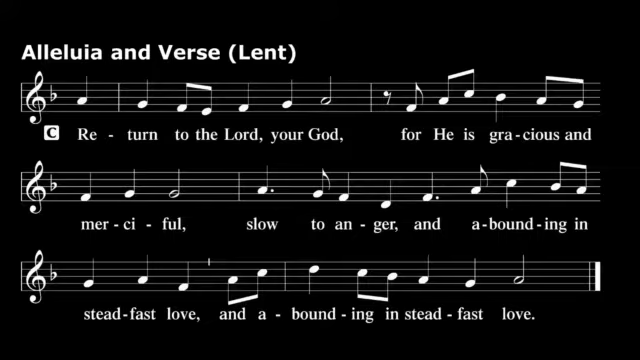 Alleluia and Verse (Lent)
C Re - turn to the Lord, your God, for He is gra - cious and
mer - ci - ful, slow to an - ger, and a - bound - ing in
stead - fast love, and a - bound - ing in stead - fast love.